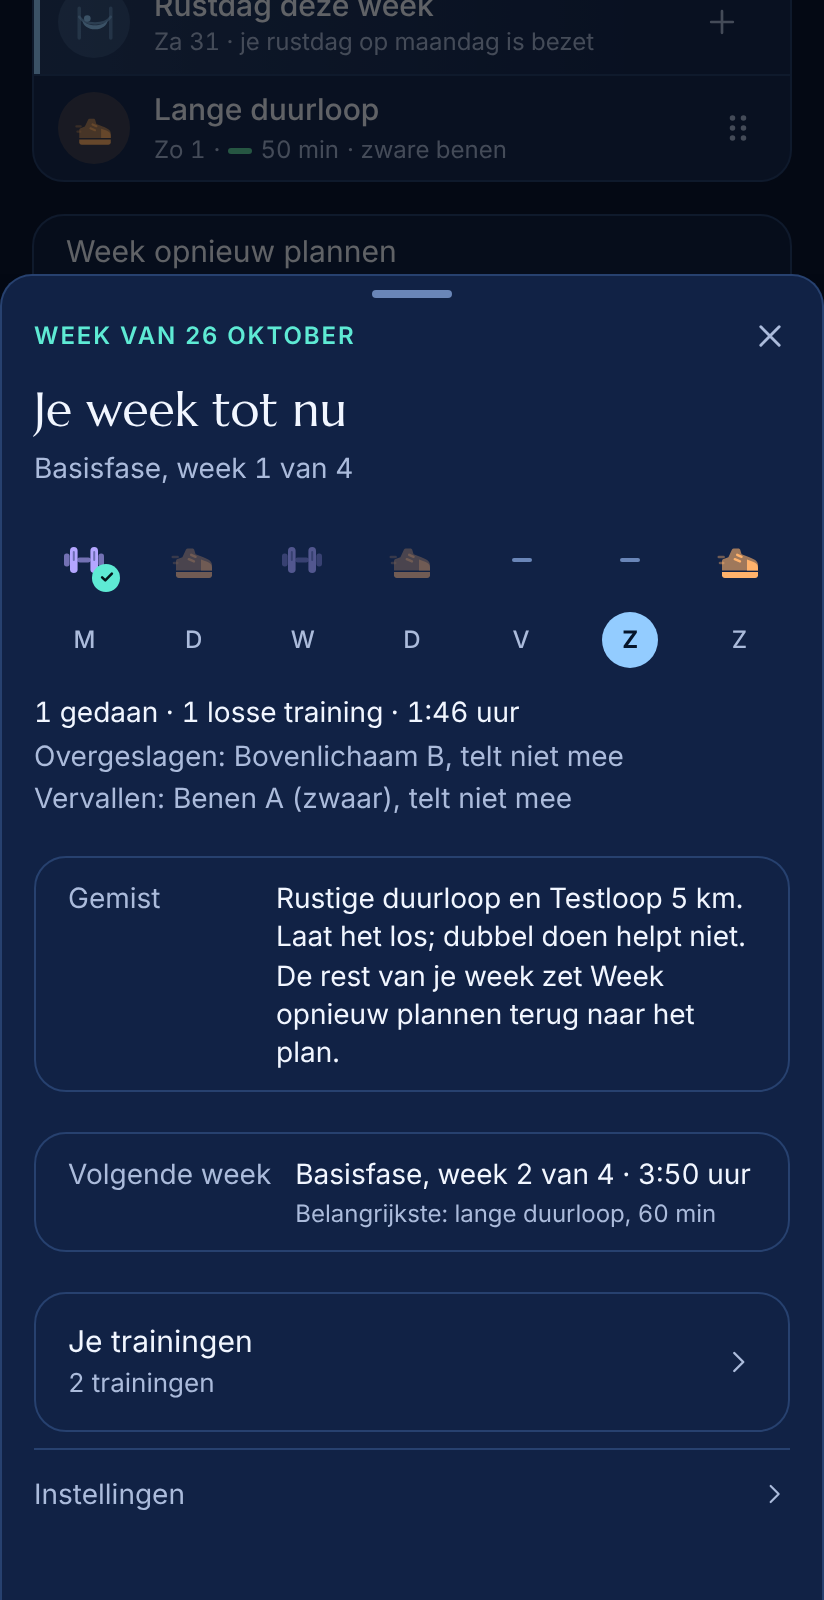 Rustdag deze week
Za 31 · je rustdag op maandag is bezet
Lange duurloop
Zo 1 · 50 min · zware benen
Week opnieuw plannen
WEEK VAN 26 OKTOBER
Je week tot nu
Basisfase, week 1 van 4
M D W D V Z Z
1 gedaan · 1 losse training · 1:46 uur
Overgeslagen: Bovenlichaam B, telt niet mee
Vervallen: Benen A (zwaar), telt niet mee
Gemist
Rustige duurloop en Testloop 5 km.
Laat het los; dubbel doen helpt niet.
De rest van je week zet Week
opnieuw plannen terug naar het
plan.
Volgende week
Basisfase, week 2 van 4 · 3:50 uur
Belangrijkste: lange duurloop, 60 min
Je trainingen
2 trainingen
Instellingen